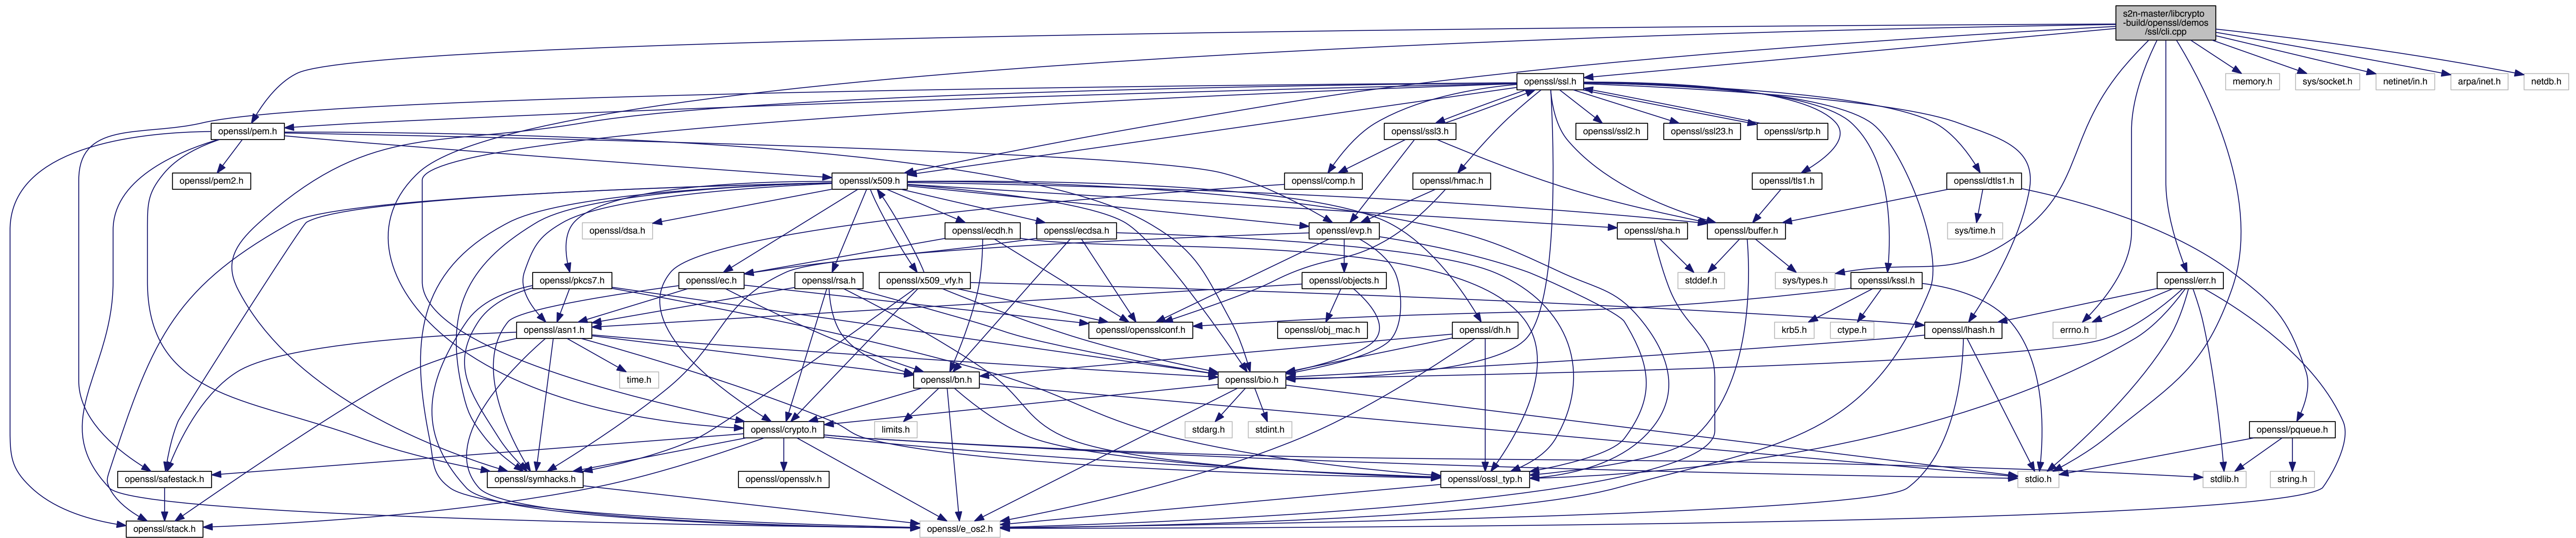 s2n-master/libcrypto
-build/openssl/demos
/ssl/cli.cpp
openssl/ssl.h
memory.h
sys/socket.h
netinet/in.h
arpa/inet.h
netdb.h
openssl/pem.h
openssl/ssl3.h
openssl/ssl2.h
openssl/ssl23.h
openssl/srtp.h
openssl/pem2.h
openssl/x509.h
openssl/comp.h
openssl/hmac.h
openssl/tls1.h
openssl/dtls1.h
openssl/dsa.h
openssl/ecdh.h
openssl/ecdsa.h
openssl/evp.h
openssl/sha.h
openssl/buffer.h
sys/time.h
openssl/pkcs7.h
openssl/ec.h
openssl/rsa.h
openssl/x509_vfy.h
openssl/objects.h
stddef.h
sys/types.h
openssl/kssl.h
openssl/err.h
openssl/asn1.h
openssl/opensslconf.h
openssl/obj_mac.h
openssl/dh.h
krb5.h
ctype.h
openssl/lhash.h
errno.h
time.h
openssl/bn.h
openssl/bio.h
openssl/crypto.h
limits.h
stdarg.h
stdint.h
openssl/pqueue.h
openssl/safestack.h
openssl/symhacks.h
openssl/opensslv.h
openssl/ossl_typ.h
stdio.h
stdlib.h
string.h
openssl/stack.h
openssl/e_os2.h